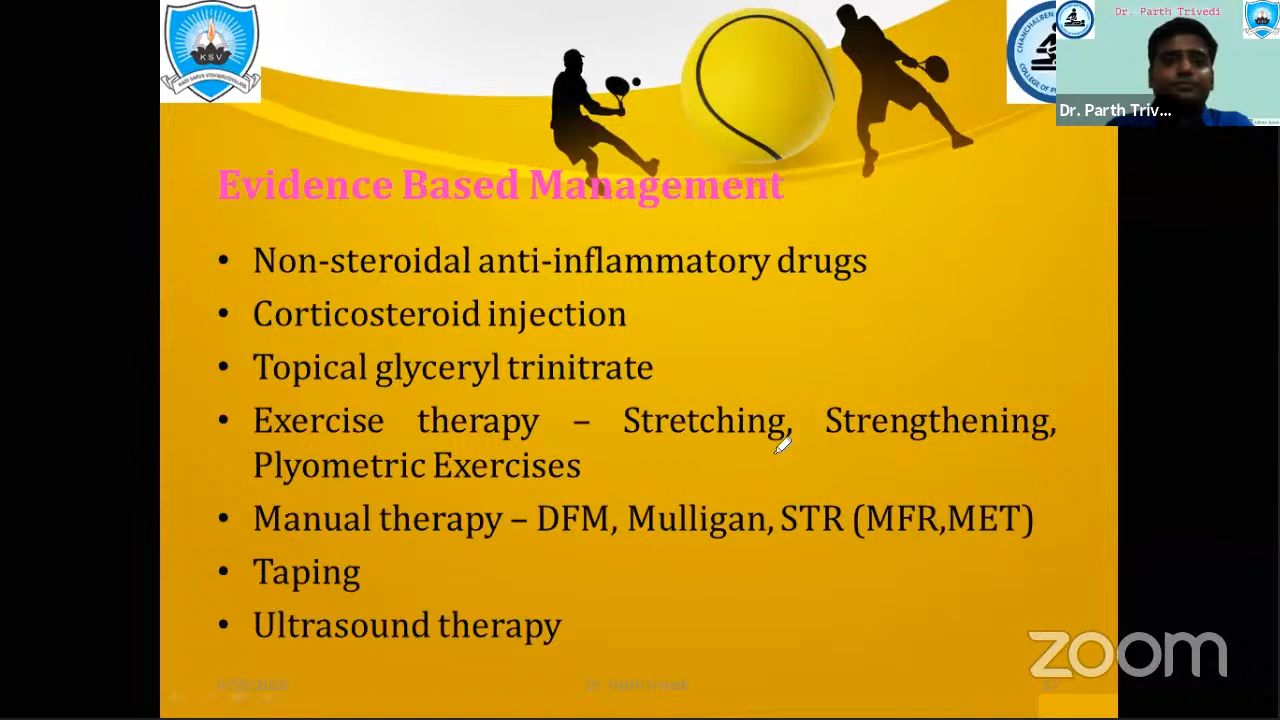 KSV
Dr. Parth Trivedi
Dr. Parth Triv...
Evidence Based Management
• Non-steroidal anti-inflammatory drugs
• Corticosteroid injection
• Topical glyceryl trinitrate
• Exercise therapy – Stretching, Strengthening,
Plyometric Exercises
• Manual therapy – DFM, Mulligan, STR (MFR,MET)
• Taping
• Ultrasound therapy
zoom